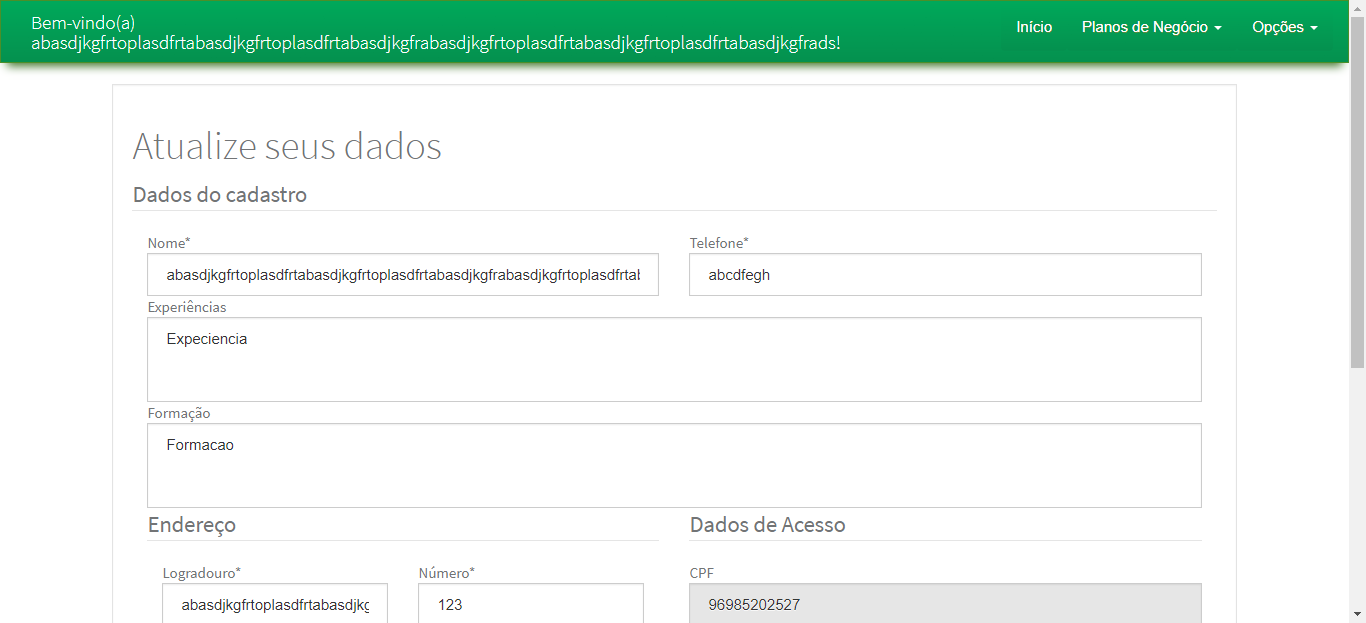 Bem-vindo(a)
abasdjkgfrtoplasdfrtabasdjkgfrtoplasdfrtabasdjkgfrabasdjkgfrtoplasdfrtabasdjkgfrtoplasdfrtabasdjkgfrads!
Início
Planos de Negócio
Opções
Atualize seus dados
Dados do cadastro
Nome*
Telefone*
abasdjkgfrtoplasdfrtabasdjkgfrtoplasdfrtabasdjkgfrabasdjkgfrtoplasdfrtal
abcdfegh
Experiências
Expeciencia
Formação
Formacao
Endereço
Dados de Acesso
Logradouro*
Número*
CPF
abasdjkgfrtoplasdfrtabasdjkg
123
96985202527